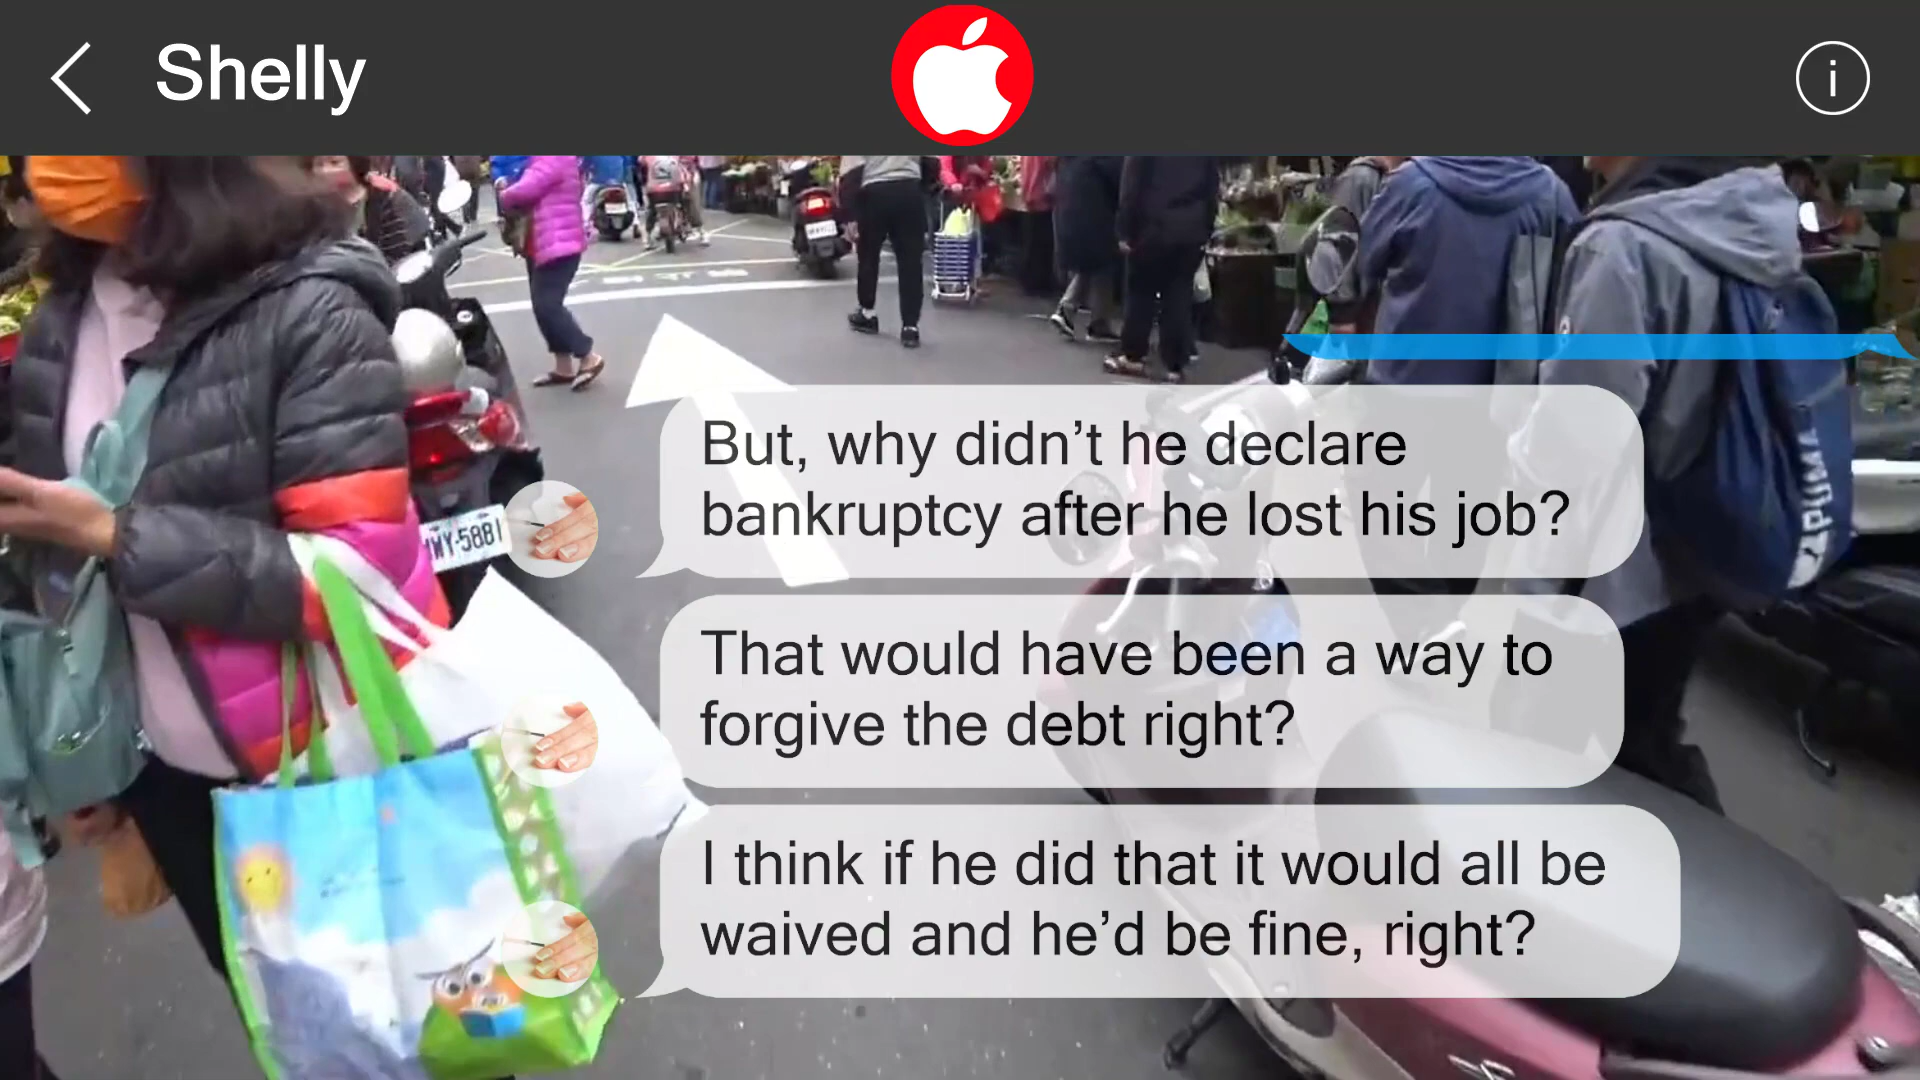 Shelly
i
But, why didn’t he declare
bankruptcy after he lost his job?
WY-5881
That would have been a way to
forgive the debt right?
I think if he did that it would all be
waived and he’d be fine, right?
PUMA